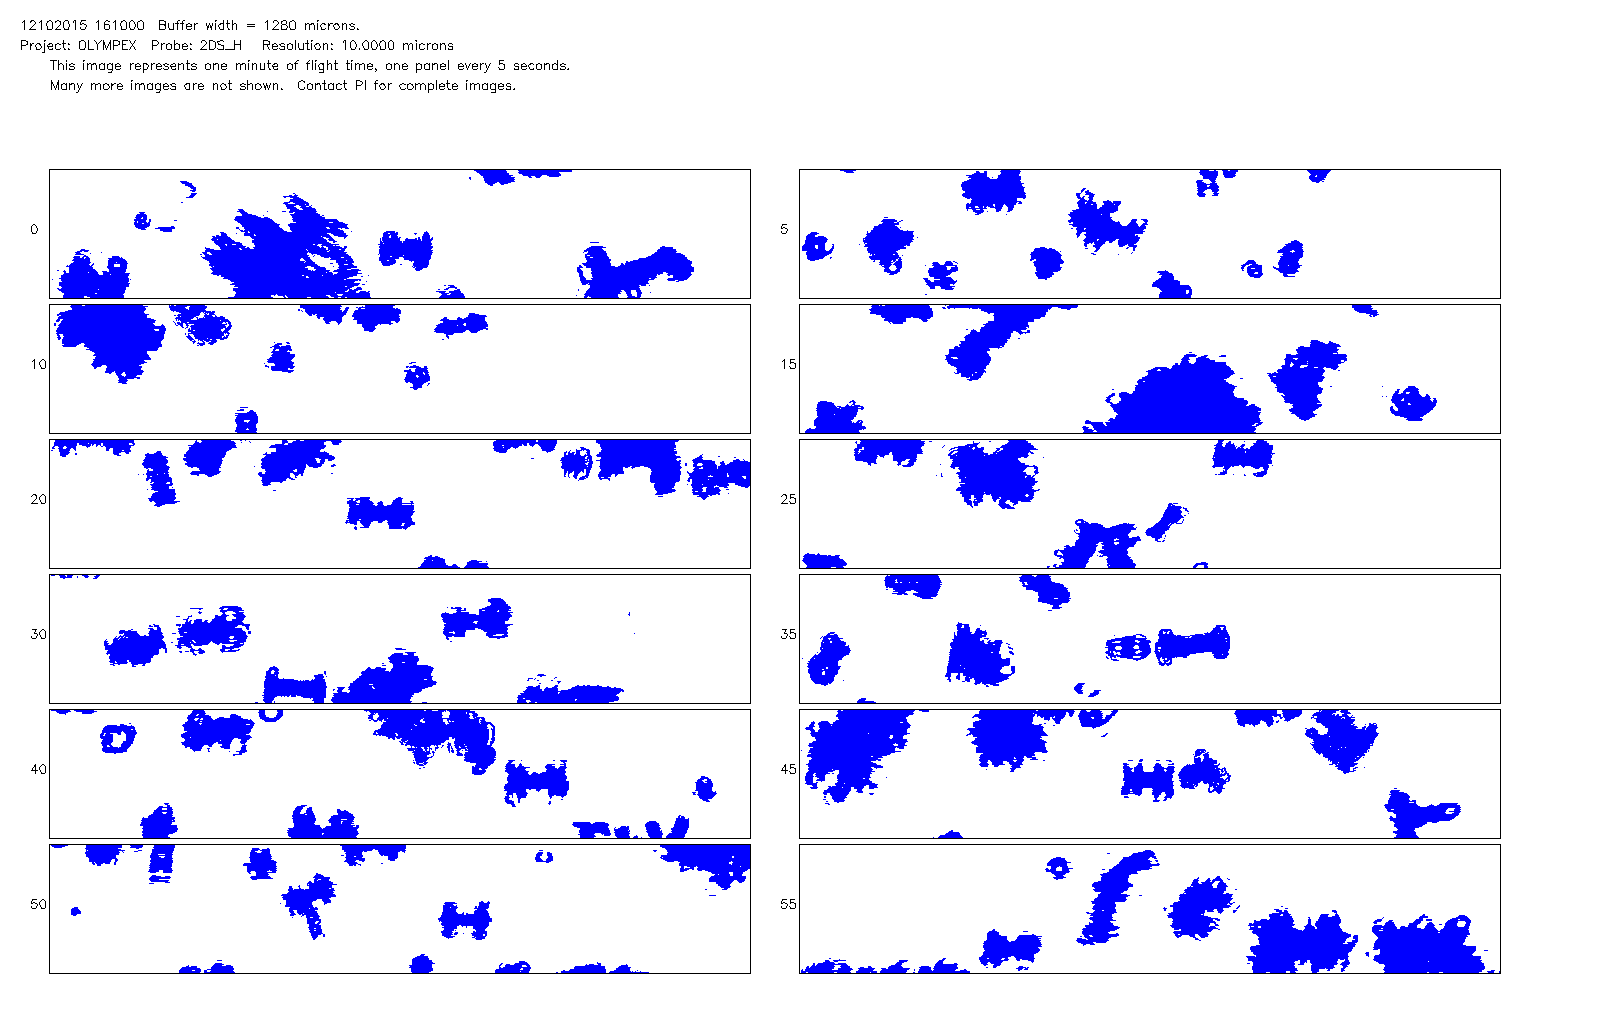 12102015 161000 Buffer width = 1280 microns.
Project: OLYMPEX Probe: 2DS_H Resolution: 10.0000 microns
This image represents one minute of flight time, one panel every 5 seconds.
Many more images are not shown. Contact PI for complete images.
0 5
10 15
20 25
30 35
40 45
50 55